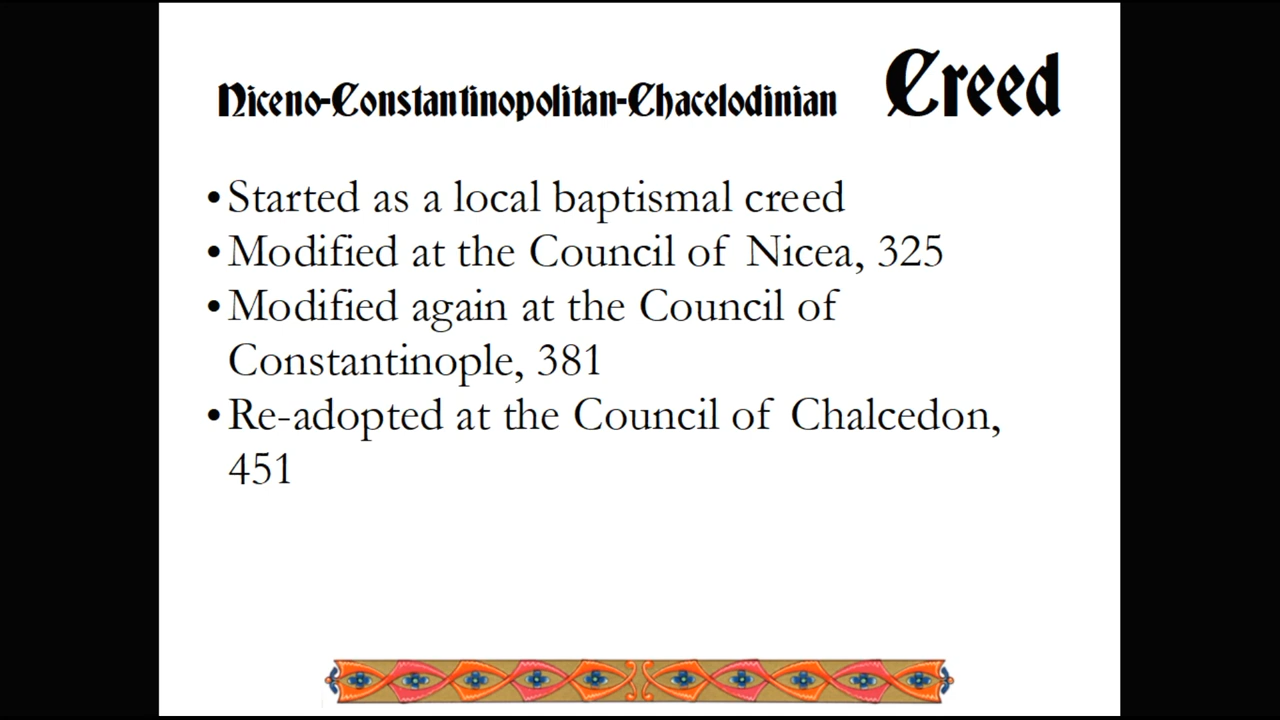 Niceno-Constantinopolitan-Chacelodinian Creed
•Started as a local baptismal creed
•Modified at the Council of Nicea, 325
•Modified again at the Council of
Constantinople, 381
•Re-adopted at the Council of Chalcedon,
451